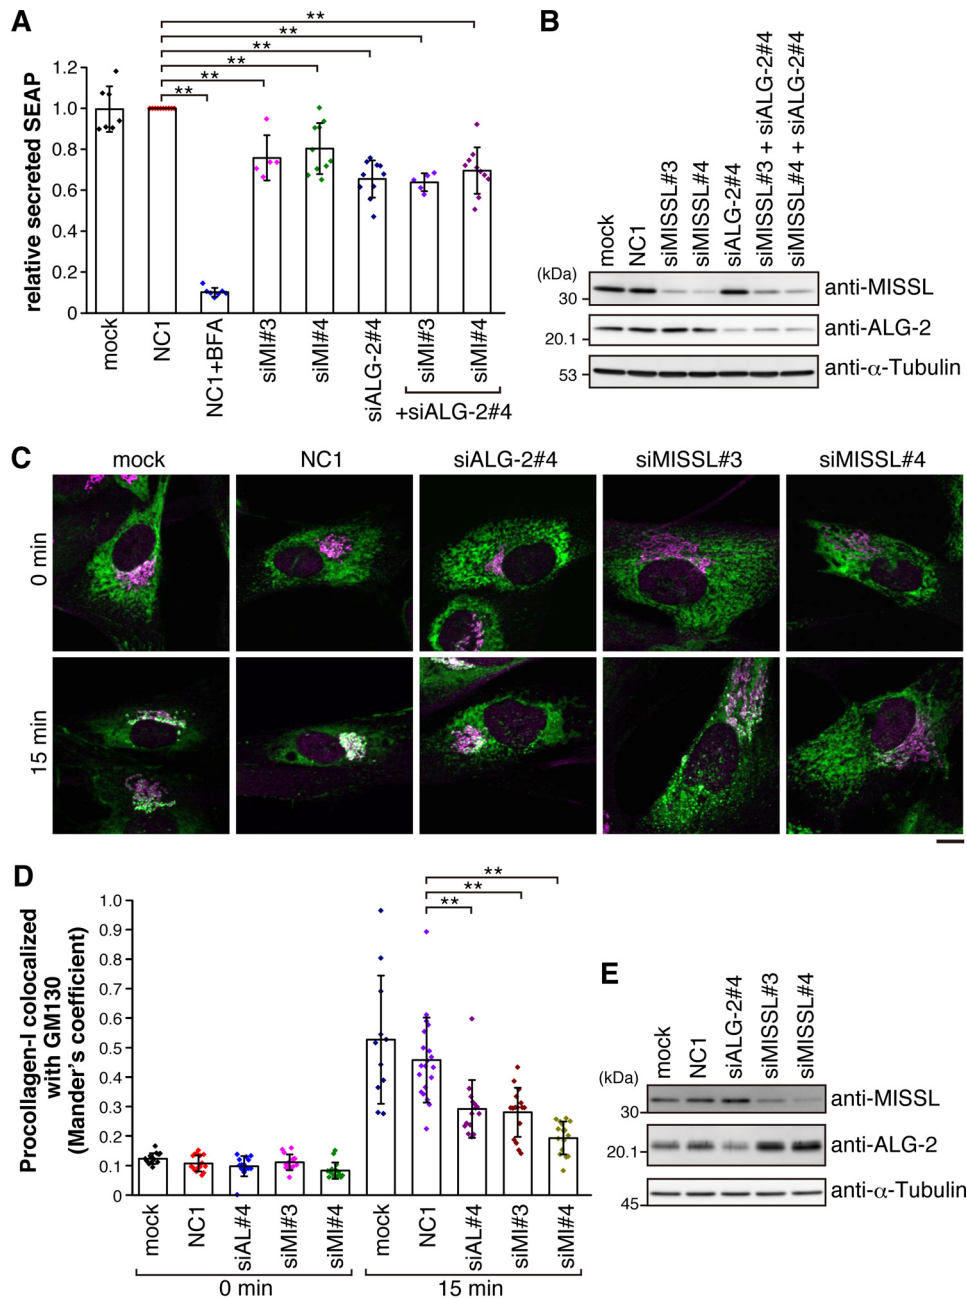 A
relative secreted SEAP
1.2
1.0
0.8
0.6
0.4
0.2
0
**
**
**
**
**
**
mock
NC1
NC1+BFA
siMI#3
siMI#4
siALG-2#4
siMI#3
siMI#4
+siALG-2#4
B
mock
NC1
siMISSL#3
siMISSL#4
siALG-2#4
siMISSL#3 + siALG-2#4
siMISSL#4 + siALG-2#4
(kDa)
30
anti-MISSL
20.1
anti-ALG-2
53
anti-α-Tubulin
C
mock
NC1
siALG-2#4
siMISSL#3
siMISSL#4
0 min
15 min
D
Procollagen-I colocalized
with GM130
(Mander's coefficient)
1.0
0.9
0.8
0.7
0.6
0.5
0.4
0.3
0.2
0.1
0
**
**
**
mock
NC1
siAL#4
siMI#3
siMI#4
mock
NC1
siAL#4
siMI#3
siMI#4
0 min
15 min
E
mock
NC1
siALG-2#4
siMISSL#3
siMISSL#4
(kDa)
30
anti-MISSL
20.1
anti-ALG-2
45
anti-α-Tubulin